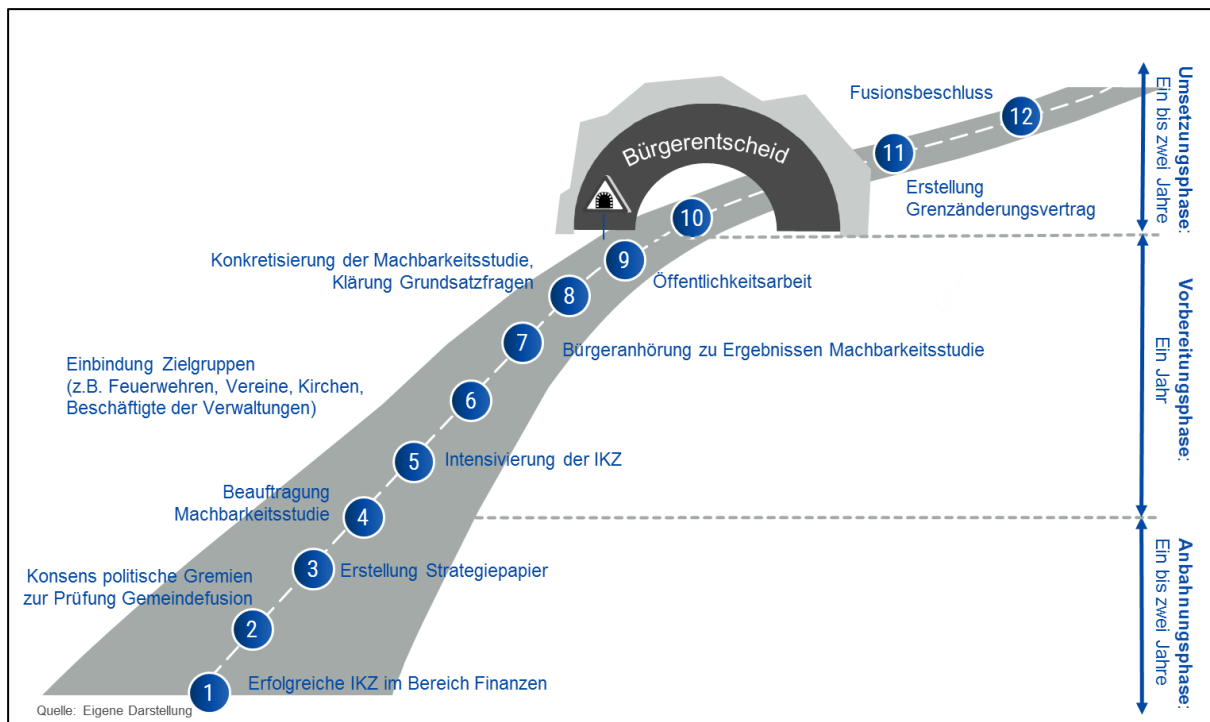 Fusionsbeschluss
12
11
Erstellung
Grenzänderungsvertrag
Bürgerentscheid
10
Konkretisierung der Machbarkeitsstudie,
Klärung Grundsatzfragen
9
Öffentlichkeitsarbeit
8
7
Bürgeranhörung zu Ergebnissen Machbarkeitsstudie
Einbindung Zielgruppen
(z.B. Feuerwehren, Vereine, Kirchen,
Beschäftigte der Verwaltungen)
6
5
Intensivierung der IKZ
Beauftragung
Machbarkeitsstudie
4
3
Erstellung Strategiepapier
Konsens politische Gremien
zur Prüfung Gemeindefusion
2
1
Erfolgreiche IKZ im Bereich Finanzen
Quelle: Eigene Darstellung
Umsetzungsphase:
Ein bis zwei Jahre
Vorbereitungsphase:
Ein Jahr
Anbahnungsphase:
Ein bis zwei Jahre